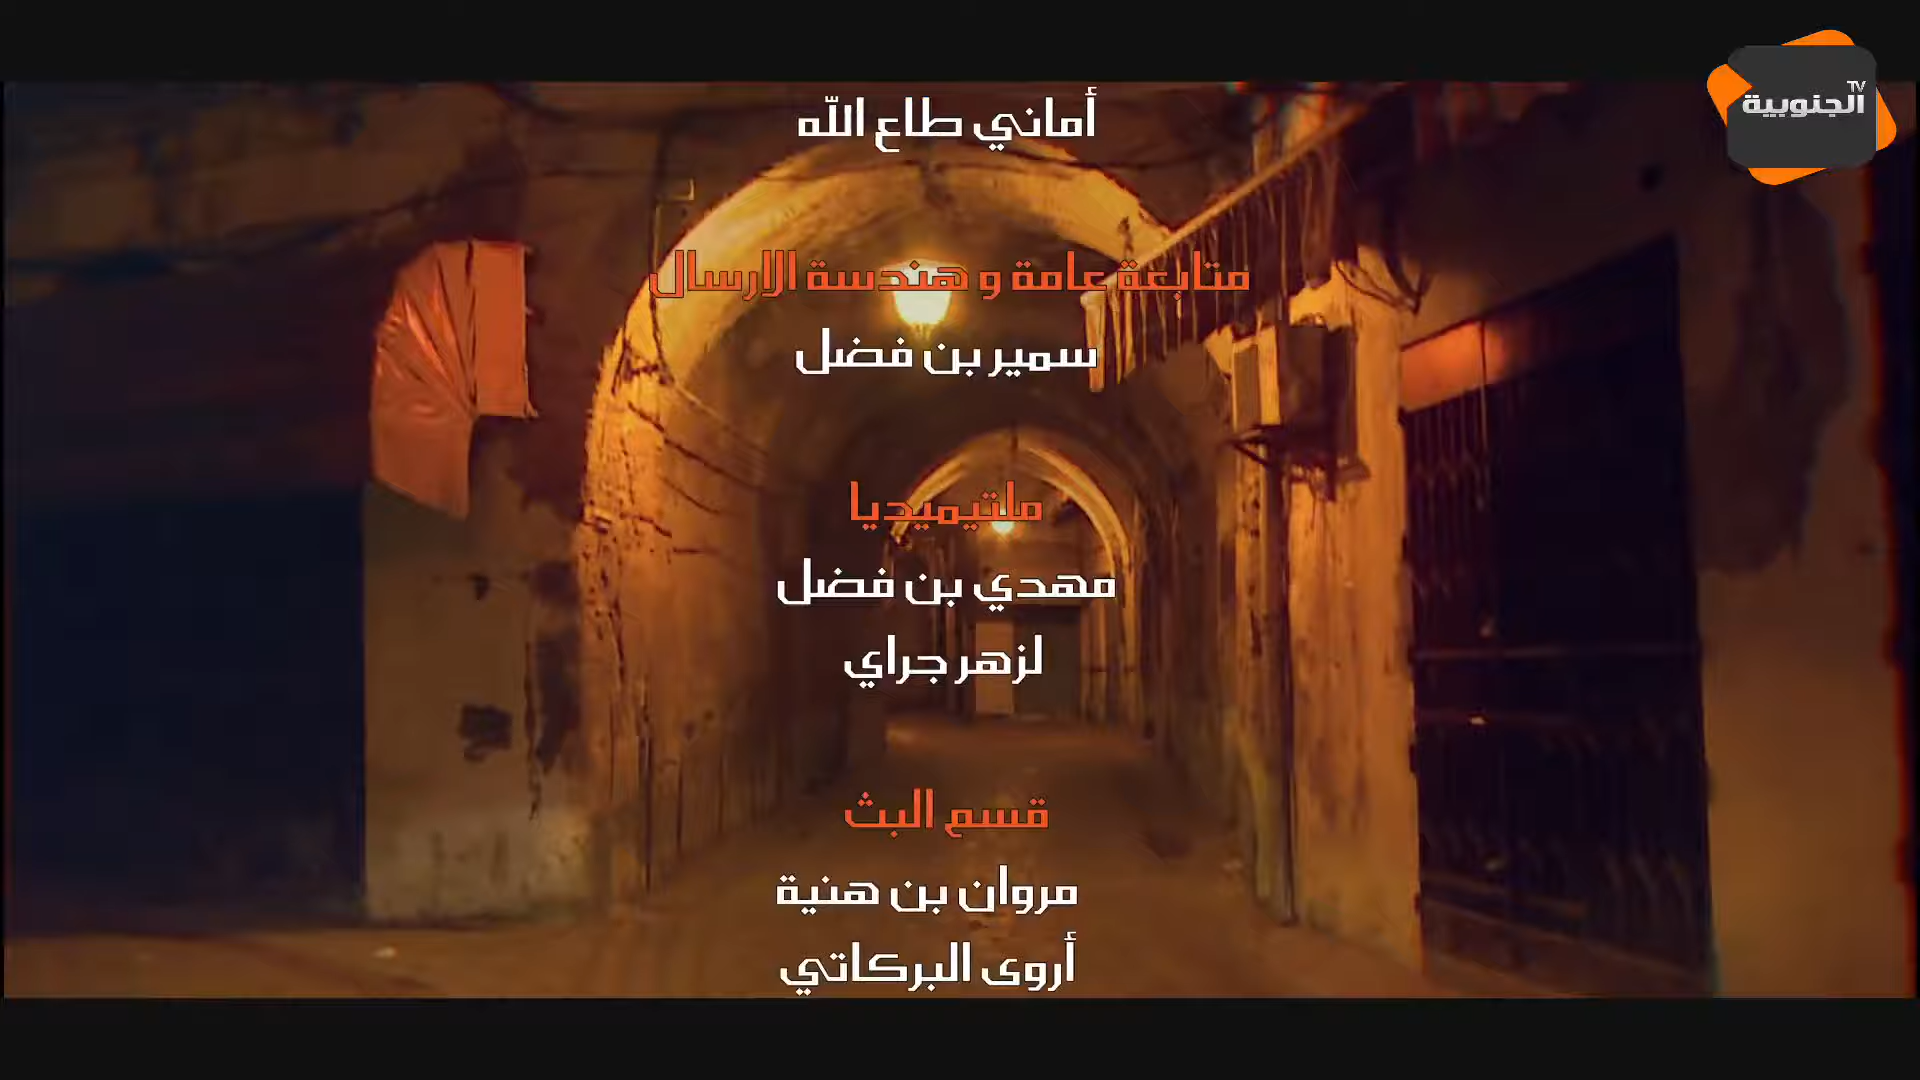 TV
الجنوبية
أماني طاع الله
متابعة عامة و هندسة الارسال
سمير بن فضل
ملتيميديا
مهدي بن فضل
لزهر جراي
قسم البث
مروان بن هنية
أروى البركاتي